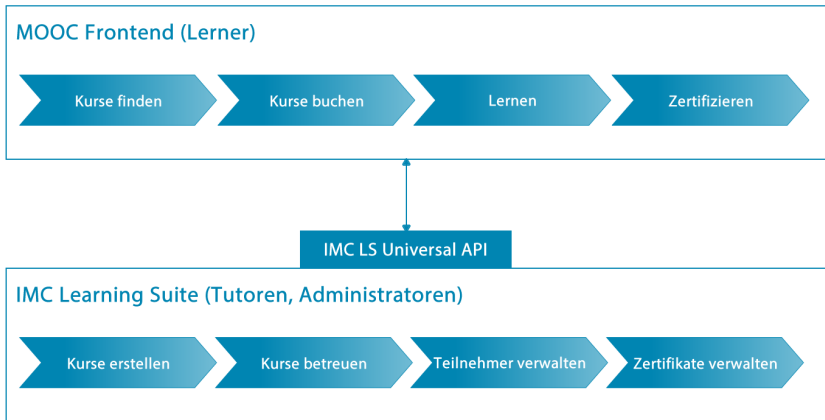 MOOC Frontend (Lerner)
Kurse finden
Kurse buchen
Lernen
Zertifizieren
IMC LS Universal API
IMC Learning Suite (Tutoren, Administratoren)
Kurse erstellen
Kurse betreuen
Teilnehmer verwalten
Zertifikate verwalten